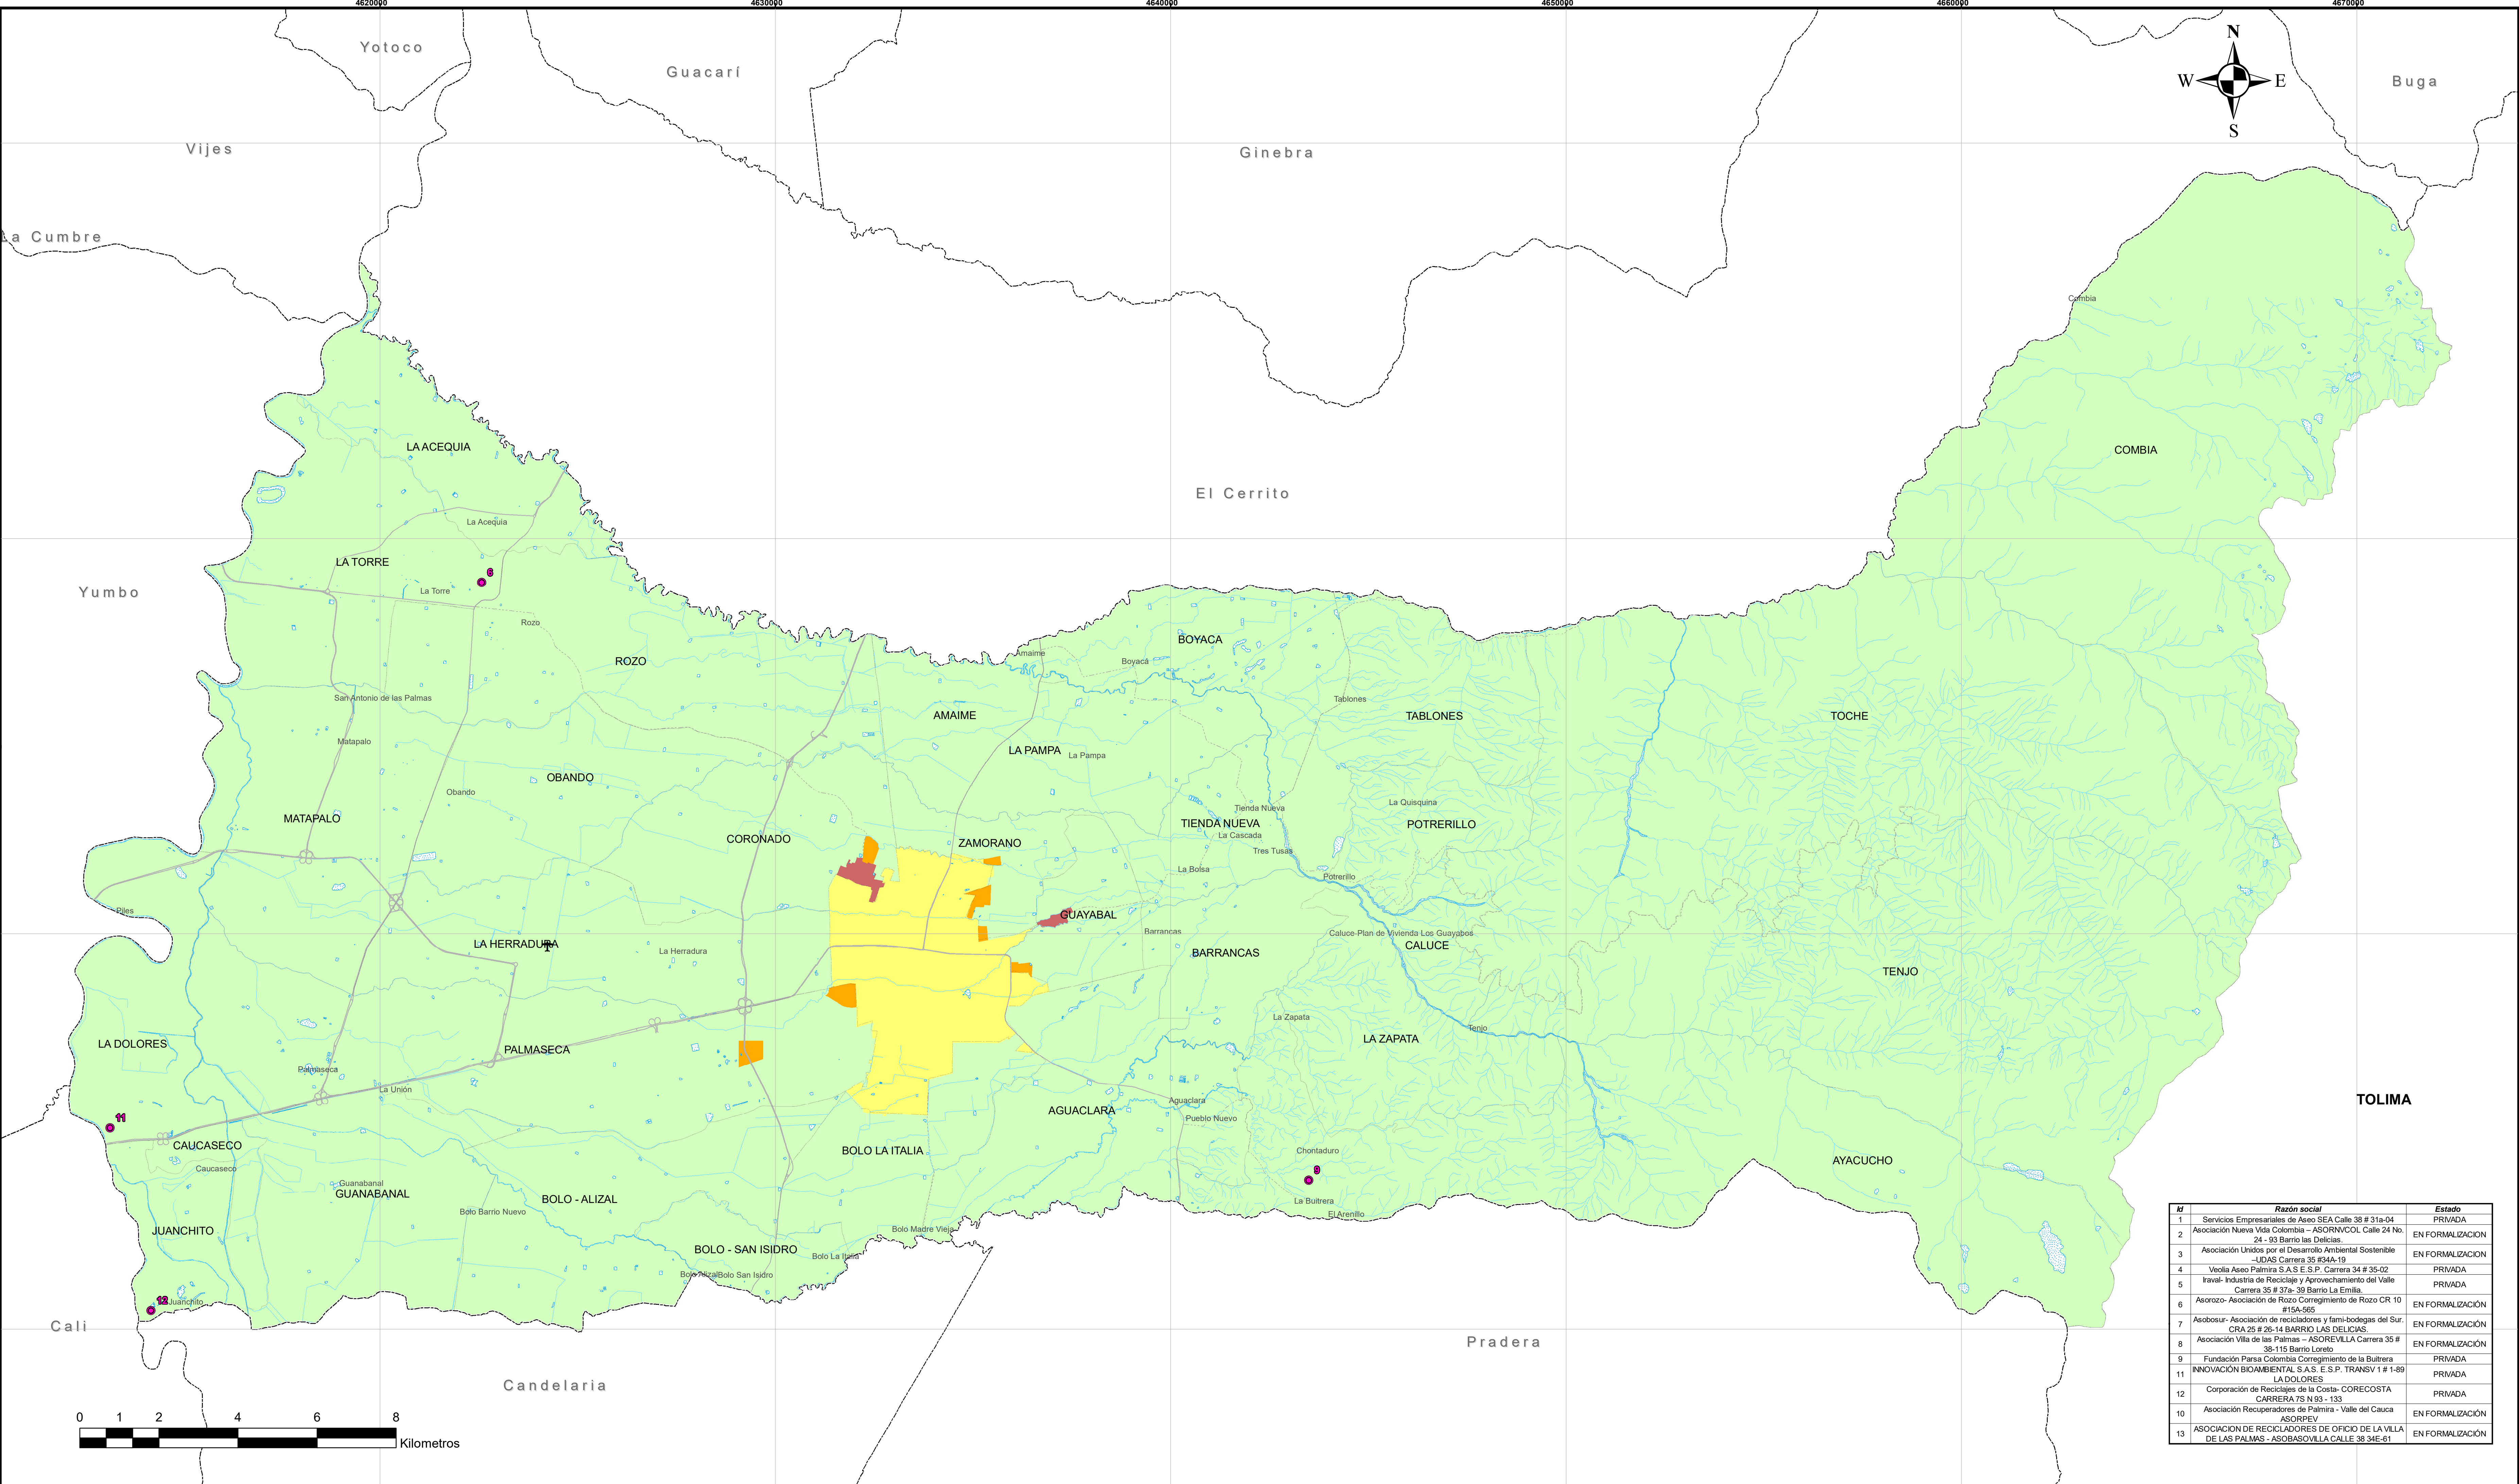 4620000 4630000 4640000 4650000 4660000 4670000
Yotoco
Guacarí
N
W E
S
Buga
Vijes
Ginebra
La Cumbre
Combia
LA ACEQUIA
COMBIA
El Cerrito
La Acequia
LA TORRE
6
La Torre
Yumbo
Rozo
BOYACA
Amaime
Boyacá
ROZO
San Antonio de las Palmas
Tablones
AMAIME
TABLONES
TOCHE
Matapalo
LA PAMPA
La Pampa
OBANDO
Obando
La Quisquina
Tienda Nueva
MATAPALO
TIENDA NUEVA
POTRERILLO
CORONADO
La Cascada
ZAMORANO
Tres Tusas
La Bolsa
Potrerillo
Piles
GUAYABAL
Barrancas
Caluce-Plan de Vivienda Los Guayabos
LA HERRADURA
CALUCE
La Herradura
BARRANCAS
TENJO
La Zapata
Tenjo
LA DOLORES
LA ZAPATA
PALMASECA
Palmaseca
La Unión
TOLIMA
Aguaclara
AGUACLARA
11
Pueblo Nuevo
CAUCASECO
BOLO LA ITALIA
Chontaduro
AYACUCHO
Caucaseco
9
Guanabanal
GUANABANAL
BOLO - ALIZAL
La Buitrera
Bolo Barrio Nuevo
El Arenillo
JUANCHITO
Bolo Madre Vieja
BOLO - SAN ISIDRO
Bolo La Italia
Bolo Alizal
Bolo San Isidro
12
Juanchito
Cali
Pradera
Candelaria
0 1 2 4 6 8
Kilometros
Id Razón social Estado
1 Servicios Empresariales de Aseo SEA Calle 38 # 31a-04 PRIVADA
2 Asociación Nueva Vida Colombia – ASORNVCOL Calle 24 No. EN FORMALIZACION
24 - 93 Barrio las Delicias.
3 Asociación Unidos por el Desarrollo Ambiental Sostenible EN FORMALIZACIÓN
–UDAS Carrera 35 #34A-19
4 Veolia Aseo Palmira S.A.S E.S.P. Carrera 34 # 35-02 PRIVADA
5 Iraval- Industria de Reciclaje y Aprovechamiento del Valle PRIVADA
Carrera 35 # 37a- 39 Barrio La Emilia.
6 Asorozo- Asociación de Rozo Corregimiento de Rozo CR 10 EN FORMALIZACIÓN
#15A-565
7 Asobosur- Asociación de recicladores y fami-bodegas del Sur. EN FORMALIZACIÓN
CRA 25 # 26-14 BARRIO LAS DELICIAS.
8 Asociación Villa de las Palmas – ASOREVILLA Carrera 35 # EN FORMALIZACIÓN
38-115 Barrio Loreto
9 Fundación Parsa Colombia Corregimiento de la Buitrera PRIVADA
11 INNOVACIÓN BIOAMBIENTAL S.A.S. E.S.P. TRANSV 1 # 1-89 PRIVADA
LA DOLORES
12 Corporación de Reciclajes de la Costa- CORECOSTA PRIVADA
CARRERA 7S N 93 - 133
10 Asociación Recuperadores de Palmira - Valle del Cauca EN FORMALIZACIÓN
ASORPEV
13 ASOCIACION DE RECICLADORES DE OFICIO DE LA VILLA EN FORMALIZACIÓN
DE LAS PALMAS - ASOBASOVILLA CALLE 38 34E-61